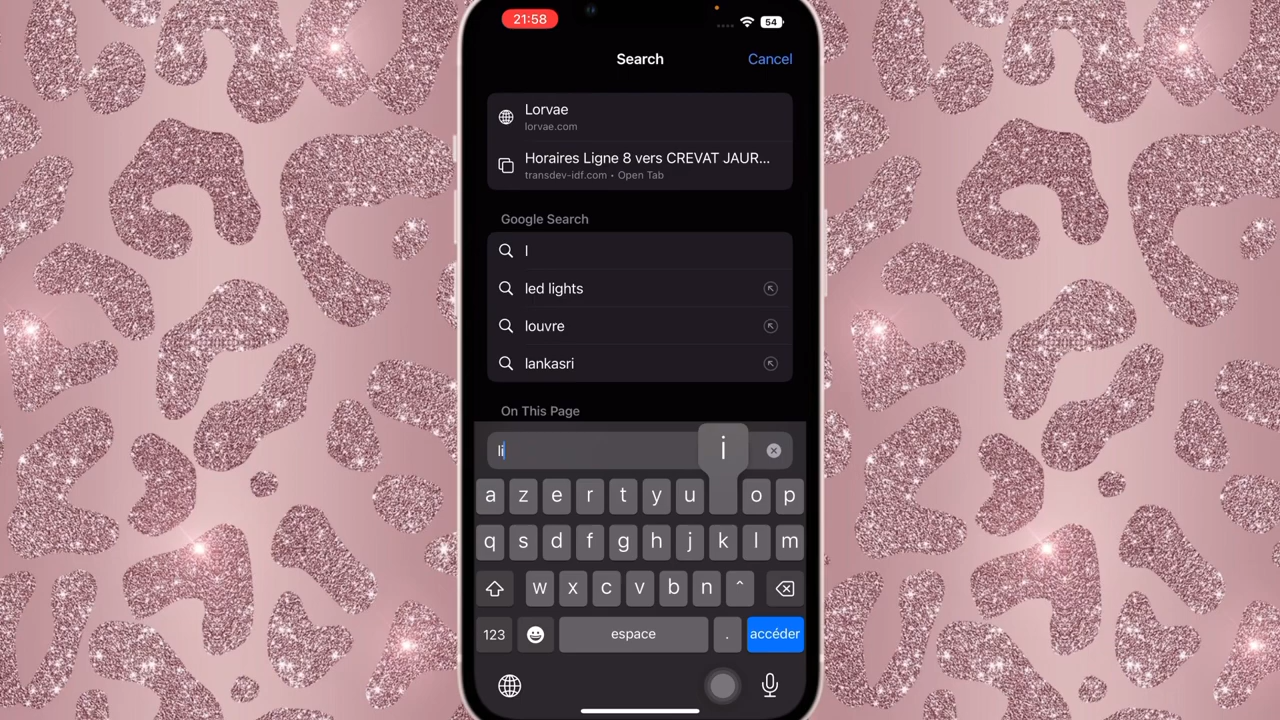 21:58
54
Search
Cancel
Lorvae
lorvae.com
Horaires Ligne 8 vers CREVAT JAUR...
transdev-idf.com • Open Tab
Google Search
l
led lights
louvre
lankasri
On This Page
li
i
a z e r t y u o p
q s d f g h j k l m
w x c v b n ^
123
espace
.
accéder